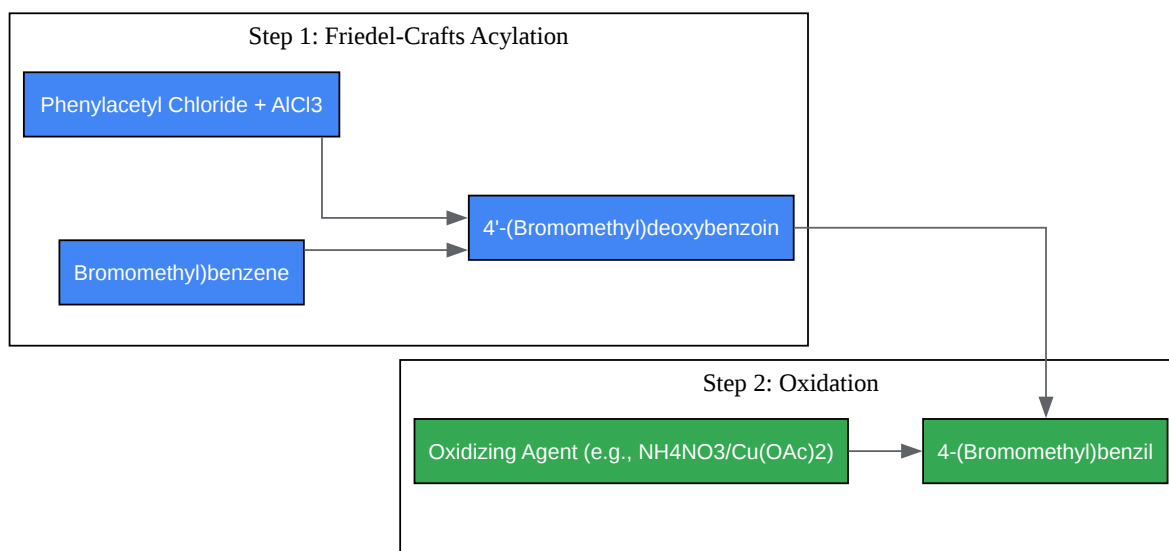 Step 1: Friedel-Crafts Acylation
Phenylacetyl Chloride + AlCl3
4'-(Bromomethyl)deoxybenzoin
Bromomethyl)benzene
Step 2: Oxidation
Oxidizing Agent (e.g., NH4NO3/Cu(OAc)2)
4-(Bromomethyl)benzil